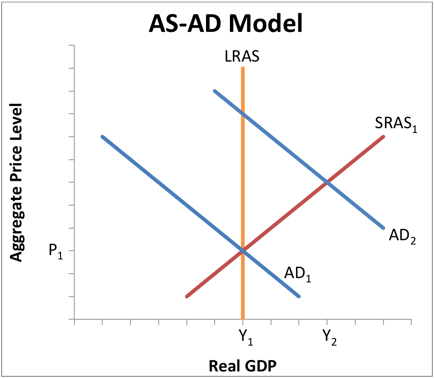 AS-AD Model
LRAS
SRAS₁
Aggregate Price Level
AD₂
P₁
AD₁
Y₁
Y₂
Real GDP